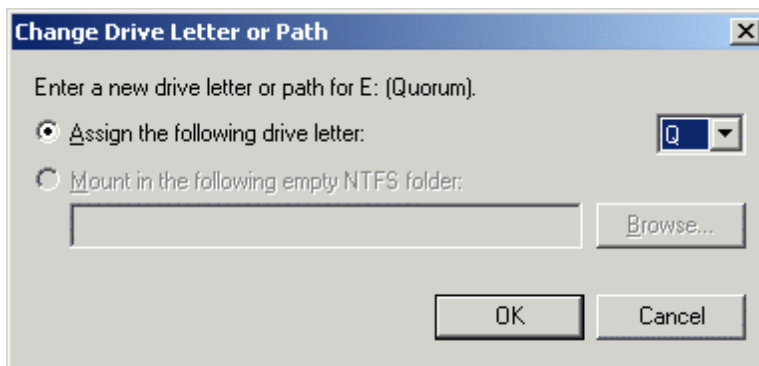 Change Drive Letter or Path
Enter a new drive letter or path for E: (Quorum).
Assign the following drive letter: Q
Mount in the following empty NTFS folder:
Browse...
OK Cancel